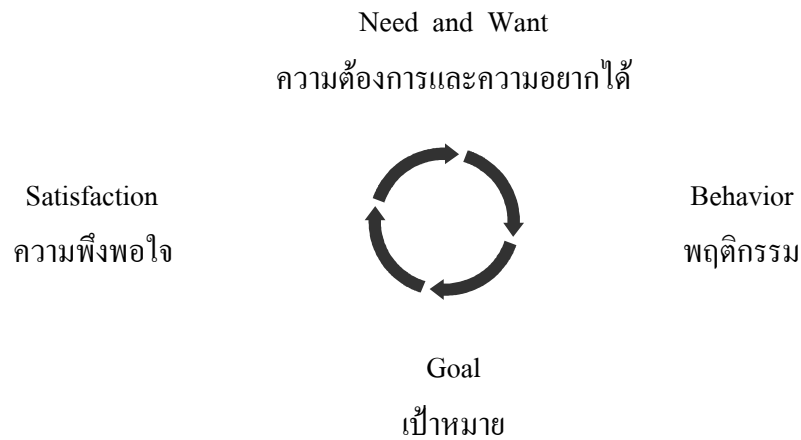 Need and Want
ความต้องการและความอยากได้
Satisfaction
ความพึงพอใจ
Behavior
พฤติกรรม
Goal
เป้าหมาย